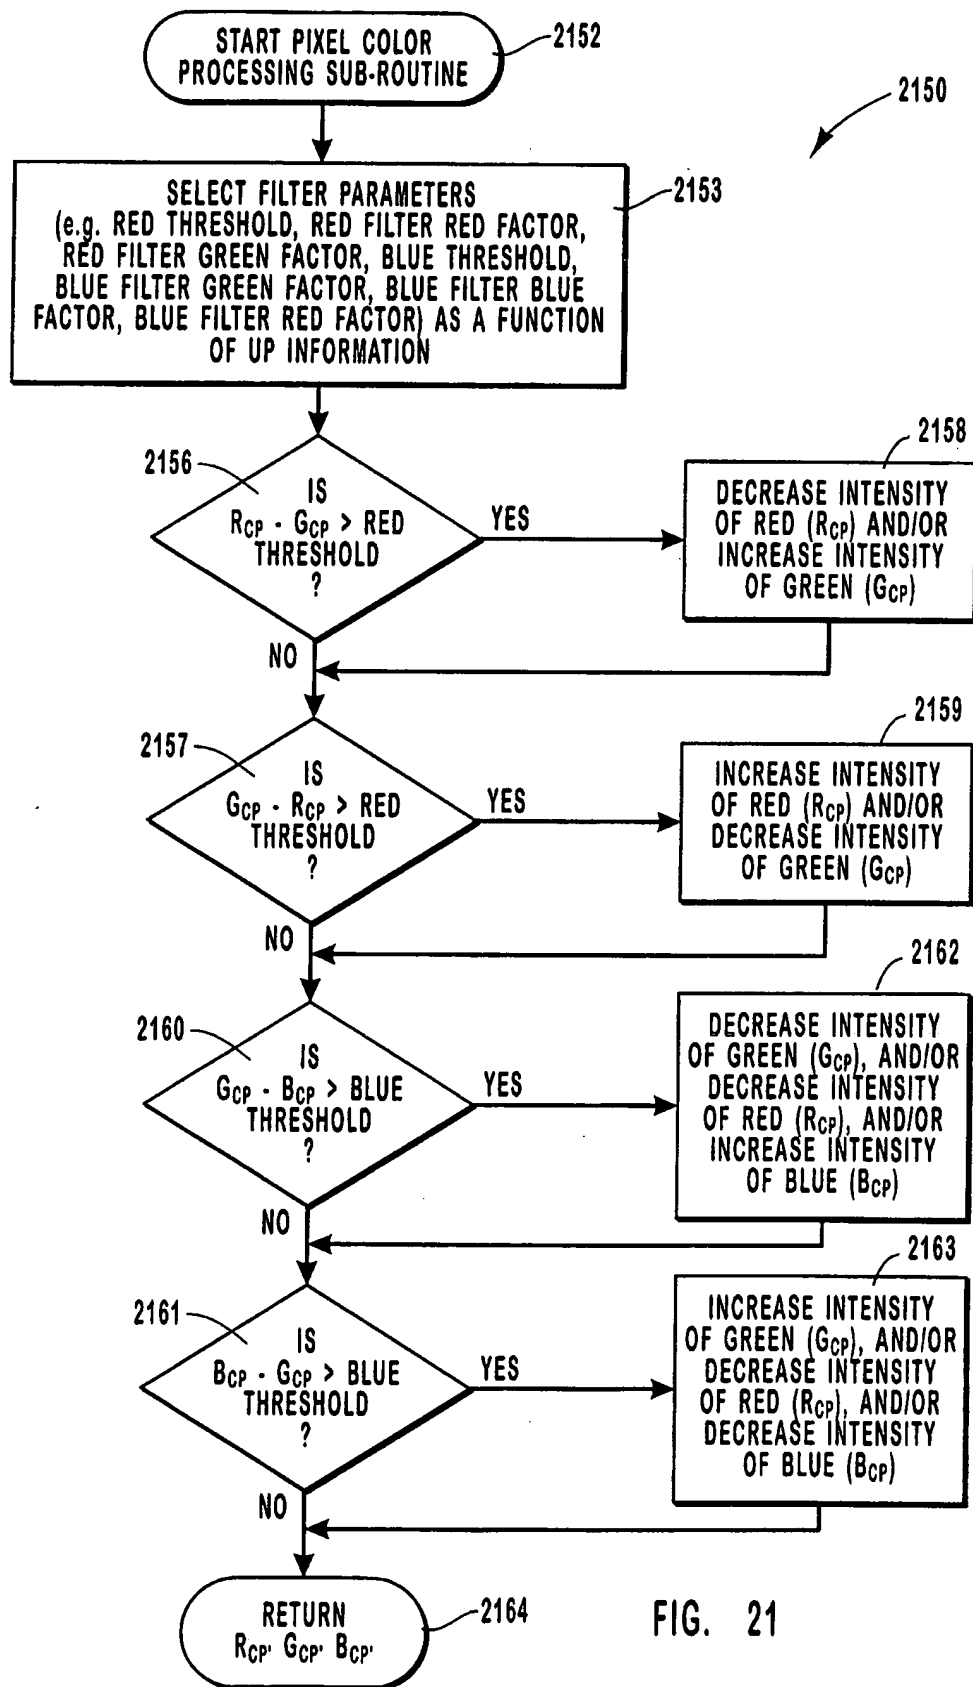 START PIXEL COLOR
PROCESSING SUB-ROUTINE
2152
2150
SELECT FILTER PARAMETERS
(e.g. RED THRESHOLD, RED FILTER RED FACTOR,
RED FILTER GREEN FACTOR, BLUE THRESHOLD,
BLUE FILTER GREEN FACTOR, BLUE FILTER BLUE
FACTOR, BLUE FILTER RED FACTOR) AS A FUNCTION
OF UP INFORMATION
2153
2156
IS
RCP - GCP > RED
THRESHOLD
?
YES
NO
2158
DECREASE INTENSITY
OF RED (RCP) AND/OR
INCREASE INTENSITY
OF GREEN (GCP)
2157
IS
GCP - RCP > RED
THRESHOLD
?
YES
NO
2159
INCREASE INTENSITY
OF RED (RCP) AND/OR
DECREASE INTENSITY
OF GREEN (GCP)
2160
IS
GCP - BCP > BLUE
THRESHOLD
?
YES
NO
2162
DECREASE INTENSITY
OF GREEN (GCP), AND/OR
DECREASE INTENSITY
OF RED (RCP), AND/OR
INCREASE INTENSITY
OF BLUE (BCP)
2161
IS
BCP - GCP > BLUE
THRESHOLD
?
YES
NO
2163
INCREASE INTENSITY
OF GREEN (GCP), AND/OR
DECREASE INTENSITY
OF RED (RCP), AND/OR
DECREASE INTENSITY
OF BLUE (BCP)
RETURN
RCP' GCP' BCP'
2164
FIG. 21